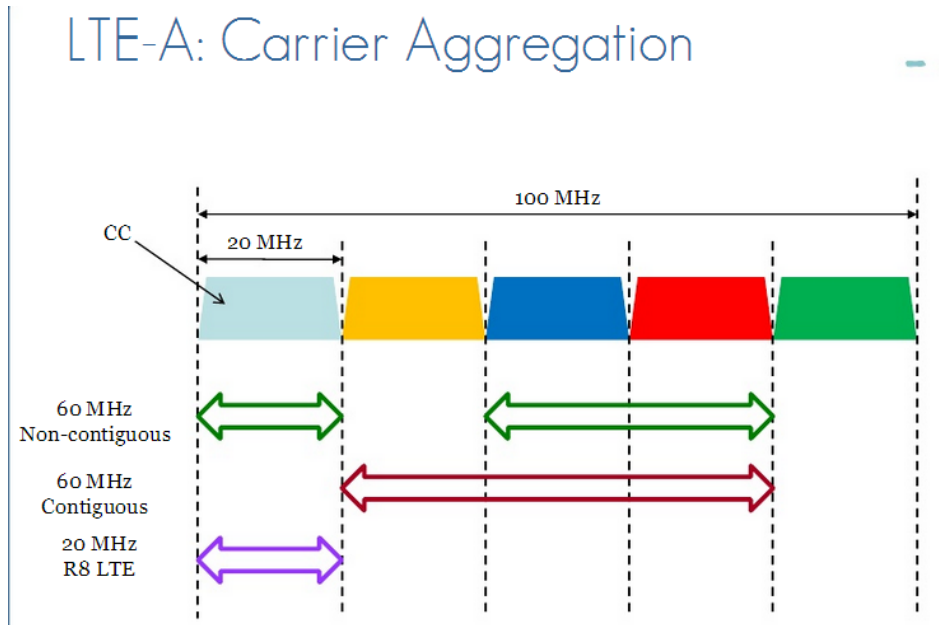 LTE-A: Carrier Aggregation
100 MHz
CC
20 MHz
60 MHz
Non-contiguous
60 MHz
Contiguous
20 MHz
R8 LTE